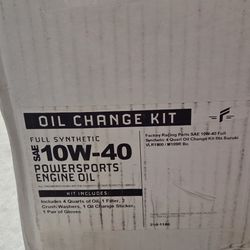 OIL CHANGE KIT
FULL SYNTHETIC
SAE 10W-40
POWERSPORTS
ENGINE OIL
KIT INCLUDES:
Includes 4 Quarts of Oil, 1 Filter, 3
Crush Washers, 1 Oil Change Sticker,
1 Pair of Gloves
Factory Racing Parts SAE 10W-40 Full
Synthetic 4 Quart Oil Change Kit fits Suzuki